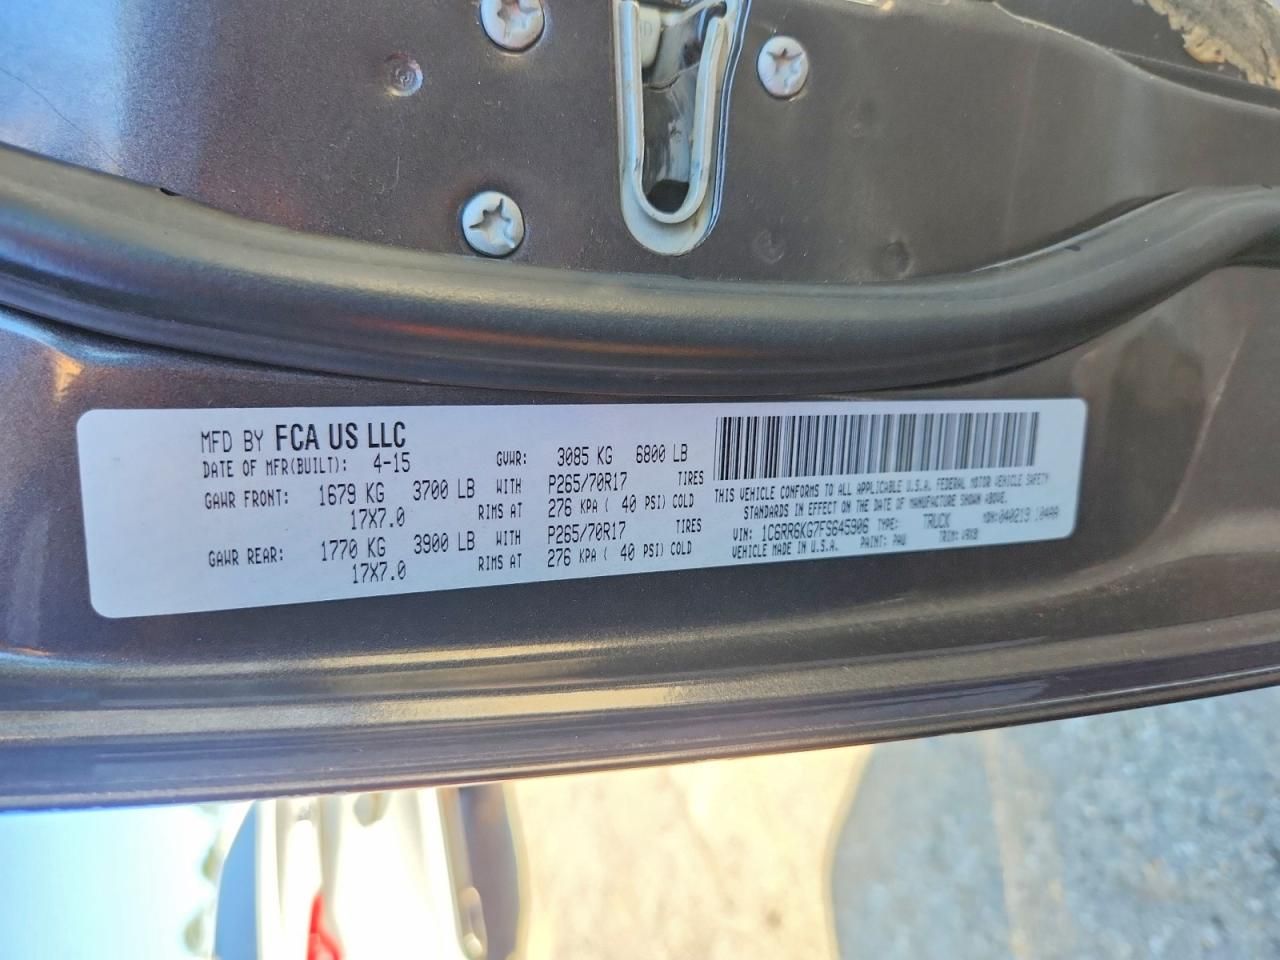 MFD BY FCA US LLC
DATE OF MFR(BUILT): 4-15 GVWR: 3085 KG 6800 LB
GAWR FRONT: 1679 KG 3700 LB WITH P265/70R17 TIRES
17X7.0 RIMS AT 276 KPA ( 40 PSI) COLD
GAWR REAR: 1770 KG 3900 LB WITH P265/70R17 TIRES
17X7.0 RIMS AT 276 KPA ( 40 PSI) COLD
THIS VEHICLE CONFORMS TO ALL APPLICABLE U.S.A. FEDERAL MOTOR VEHICLE SAFETY
STANDARDS IN EFFECT ON THE DATE OF MANUFACTURE SHOWN ABOVE.
VIN: 1C6RR6KG7FS645906 TYPE: TRUCK MDH:040219
VEHICLE MADE IN U.S.A. PAINT: PAU TRIM: